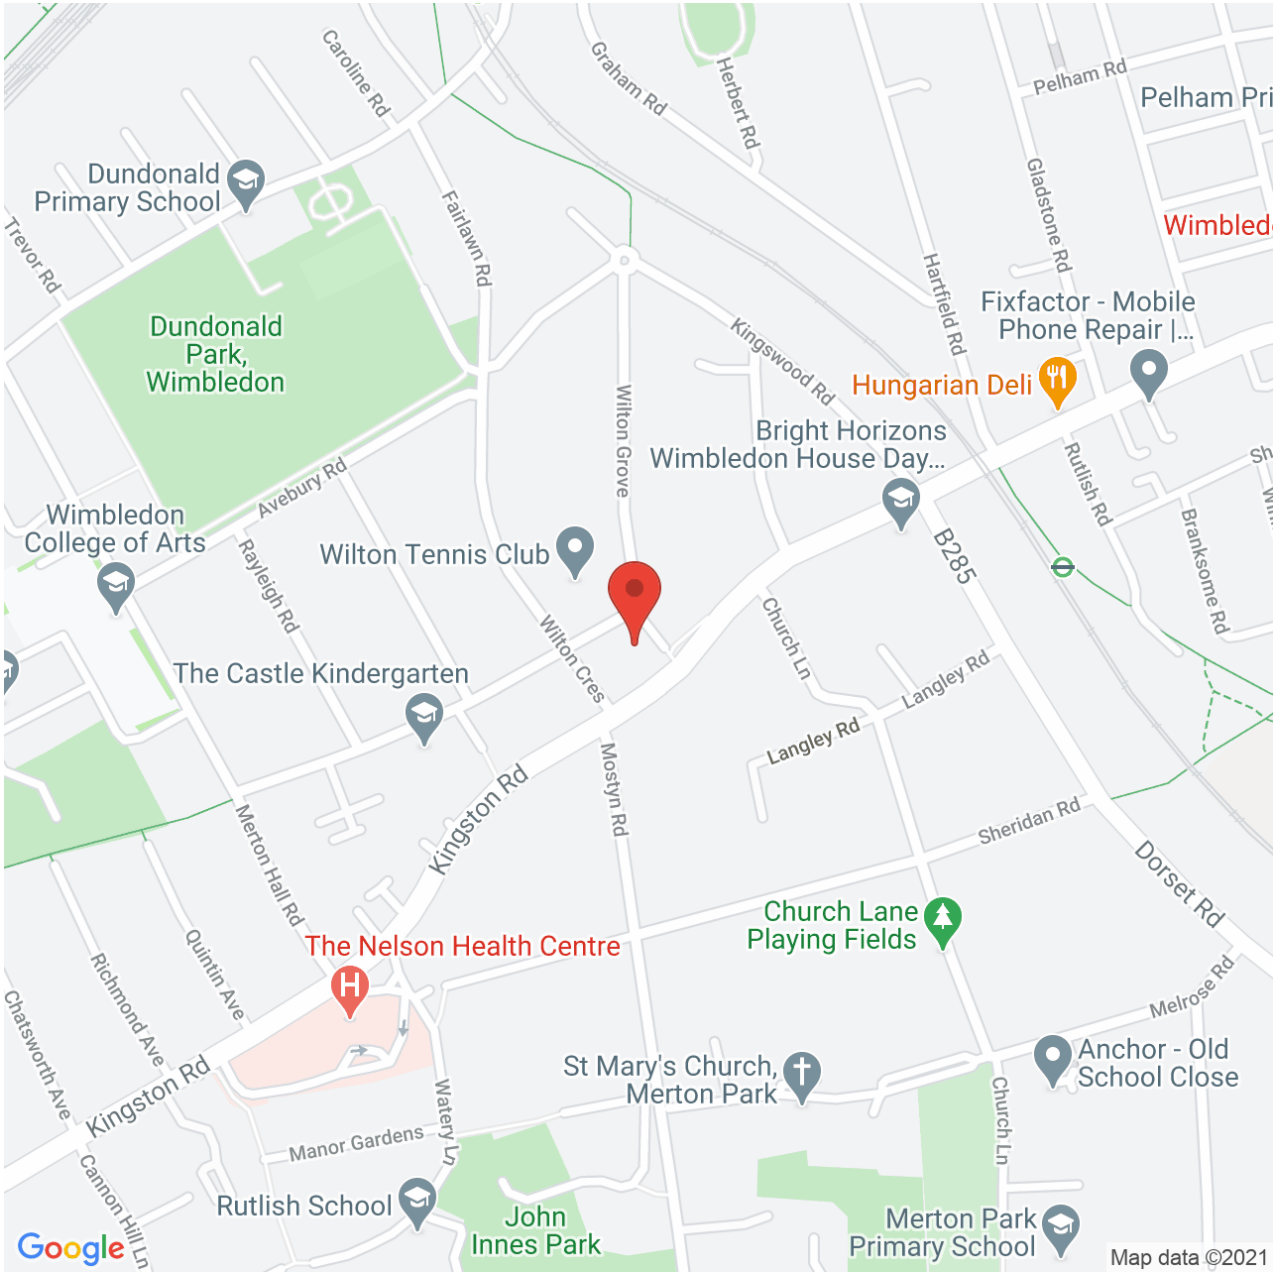 Caroline Rd
Graham Rd
Herbert Rd
Pelham Rd
Pelham Pri
Dundonald
Primary School
Trevor Rd
Fairlawn Rd
Gladstone Rd
Wimbled
Hartfield Rd
Fixfactor - Mobile
Phone Repair |...
Dundonald
Park,
Wimbledon
Kingswood Rd
Hungarian Deli
Wilton Grove
Bright Horizons
Wimbledon House Day...
Avebury Rd
Rutlish Rd
Sh
Wimbledon
College of Arts
Rayleigh Rd
Wilton Tennis Club
B285
Branksome Rd
Wilton Cres
Church Ln
The Castle Kindergarten
Langley Rd
Langley Rd
Mostyn Rd
Kingston Rd
Merton Hall Rd
Sheridan Rd
Dorset Rd
Church Lane
Playing Fields
The Nelson Health Centre
H
Quintin Ave
Richmond Ave
Chatsworth Ave
Melrose Rd
Kingston Rd
St Mary's Church,
Merton Park
Anchor - Old
School Close
Watery Ln
Church Ln
Manor Gardens
Cannon Hill Ln
Rutlish School
John
Innes Park
Merton Park
Primary School
Google
Map data ©2021